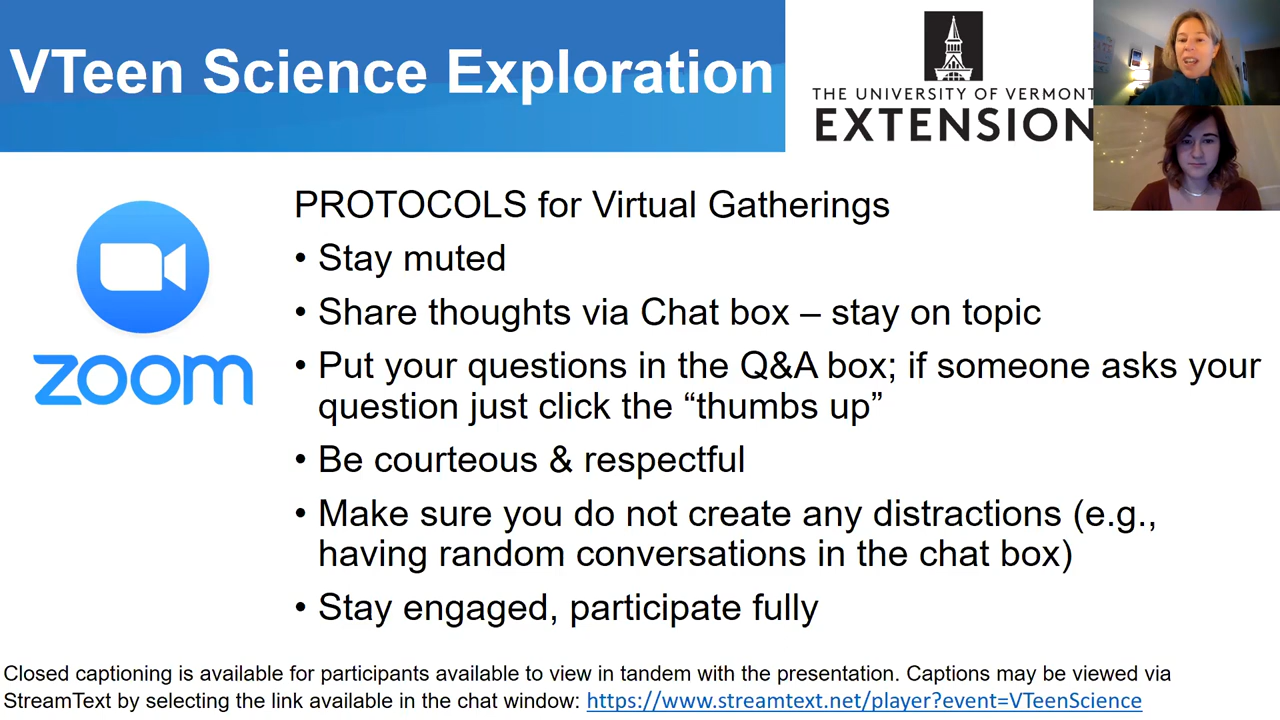 VTeen Science Exploration
THE UNIVERSITY OF VERMONT
EXTENSION
zoom
PROTOCOLS for Virtual Gatherings
• Stay muted
• Share thoughts via Chat box – stay on topic
• Put your questions in the Q&A box; if someone asks your
question just click the “thumbs up”
• Be courteous & respectful
• Make sure you do not create any distractions (e.g.,
having random conversations in the chat box)
• Stay engaged, participate fully
Closed captioning is available for participants available to view in tandem with the presentation. Captions may be viewed via
StreamText by selecting the link available in the chat window: https://www.streamtext.net/player?event=VTeenScience